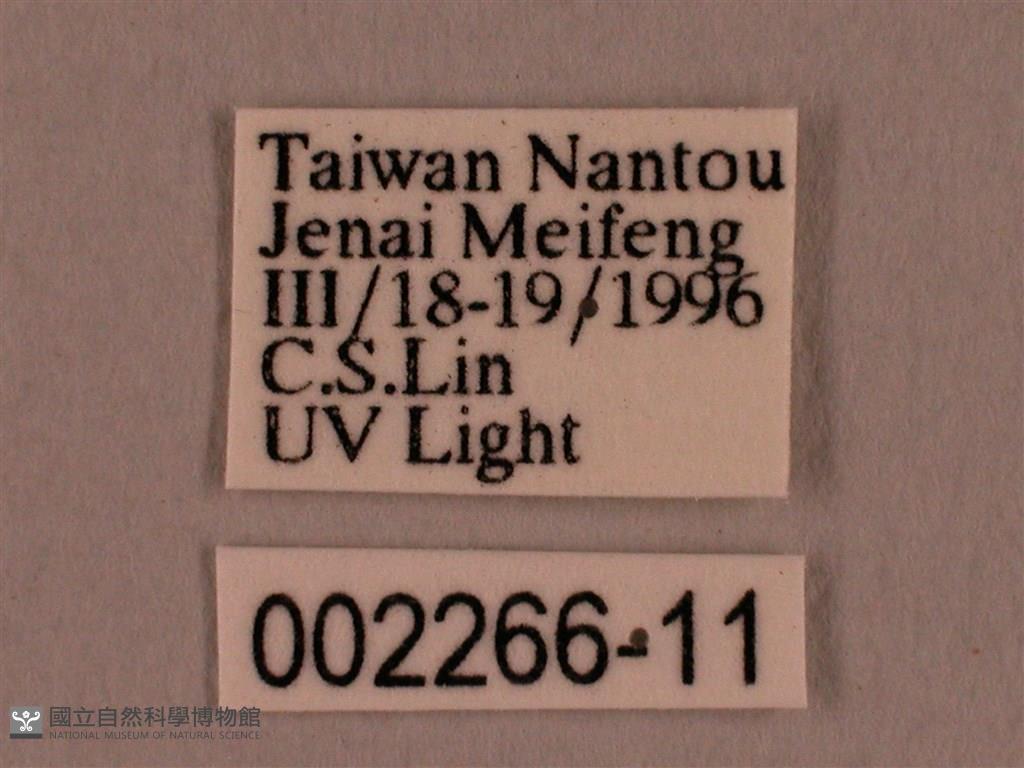 Taiwan Nantou
Jenai Meifeng
III/18-19/1996
C.S.Lin
UV Light
002266-11
國立自然科學博物館
NATIONAL MUSEUM OF NATURAL SCIENCE